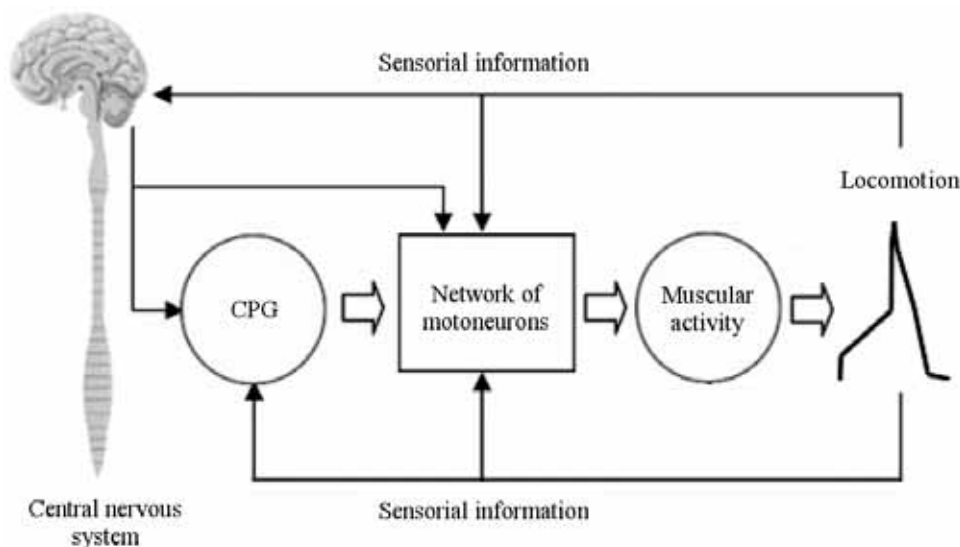 Sensorial information
Locomotion
CPG
Network of
motoneurons
Muscular
activity
Central nervous
system
Sensorial information